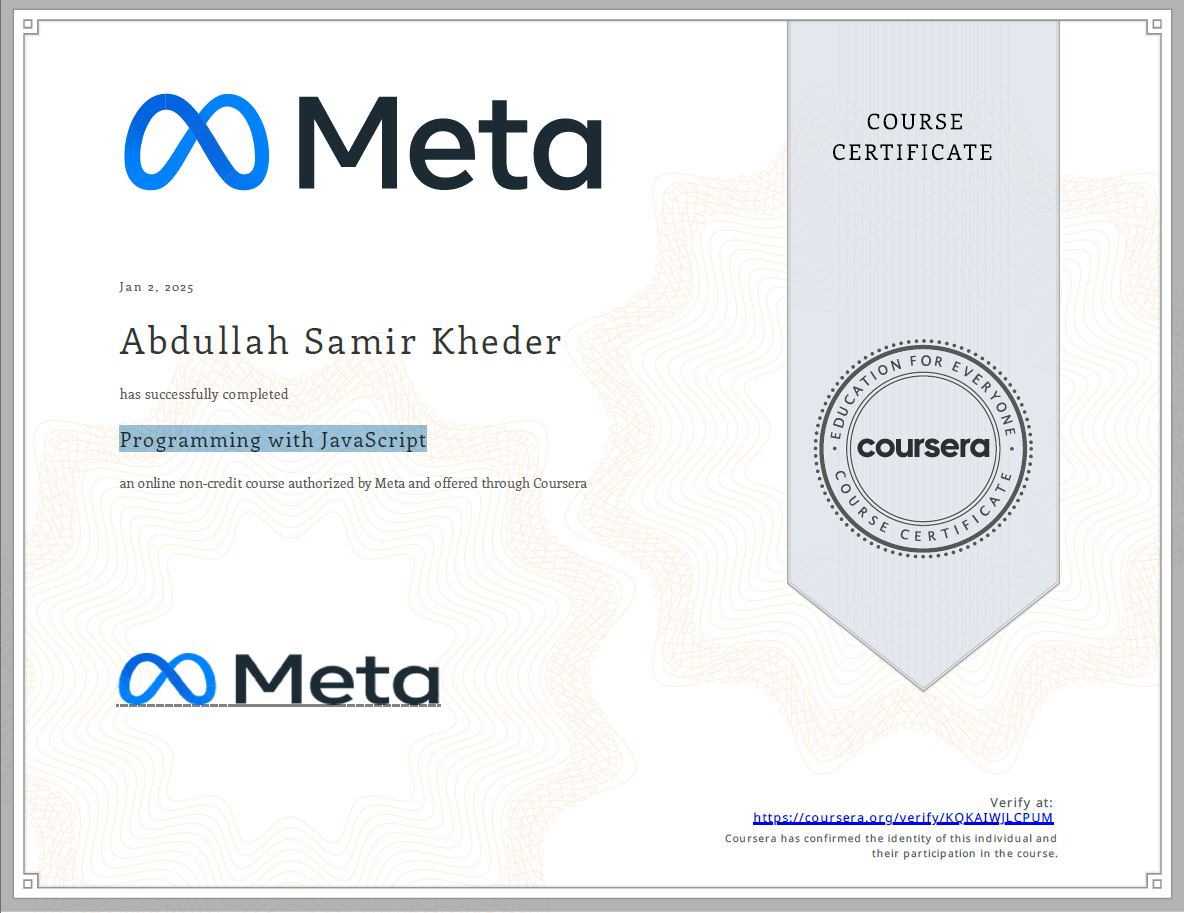 Meta
COURSE
CERTIFICATE
Jan 2, 2025
Abdullah Samir Kheder
has successfully completed
Programming with JavaScript
an online non-credit course authorized by Meta and offered through Coursera
EDUCATION FOR EVERYONE
coursera
COURSE CERTIFICATE
Meta
Verify at:
https://coursera.org/verify/KQKAIWJLCPUM
Coursera has confirmed the identity of this individual and
their participation in the course.